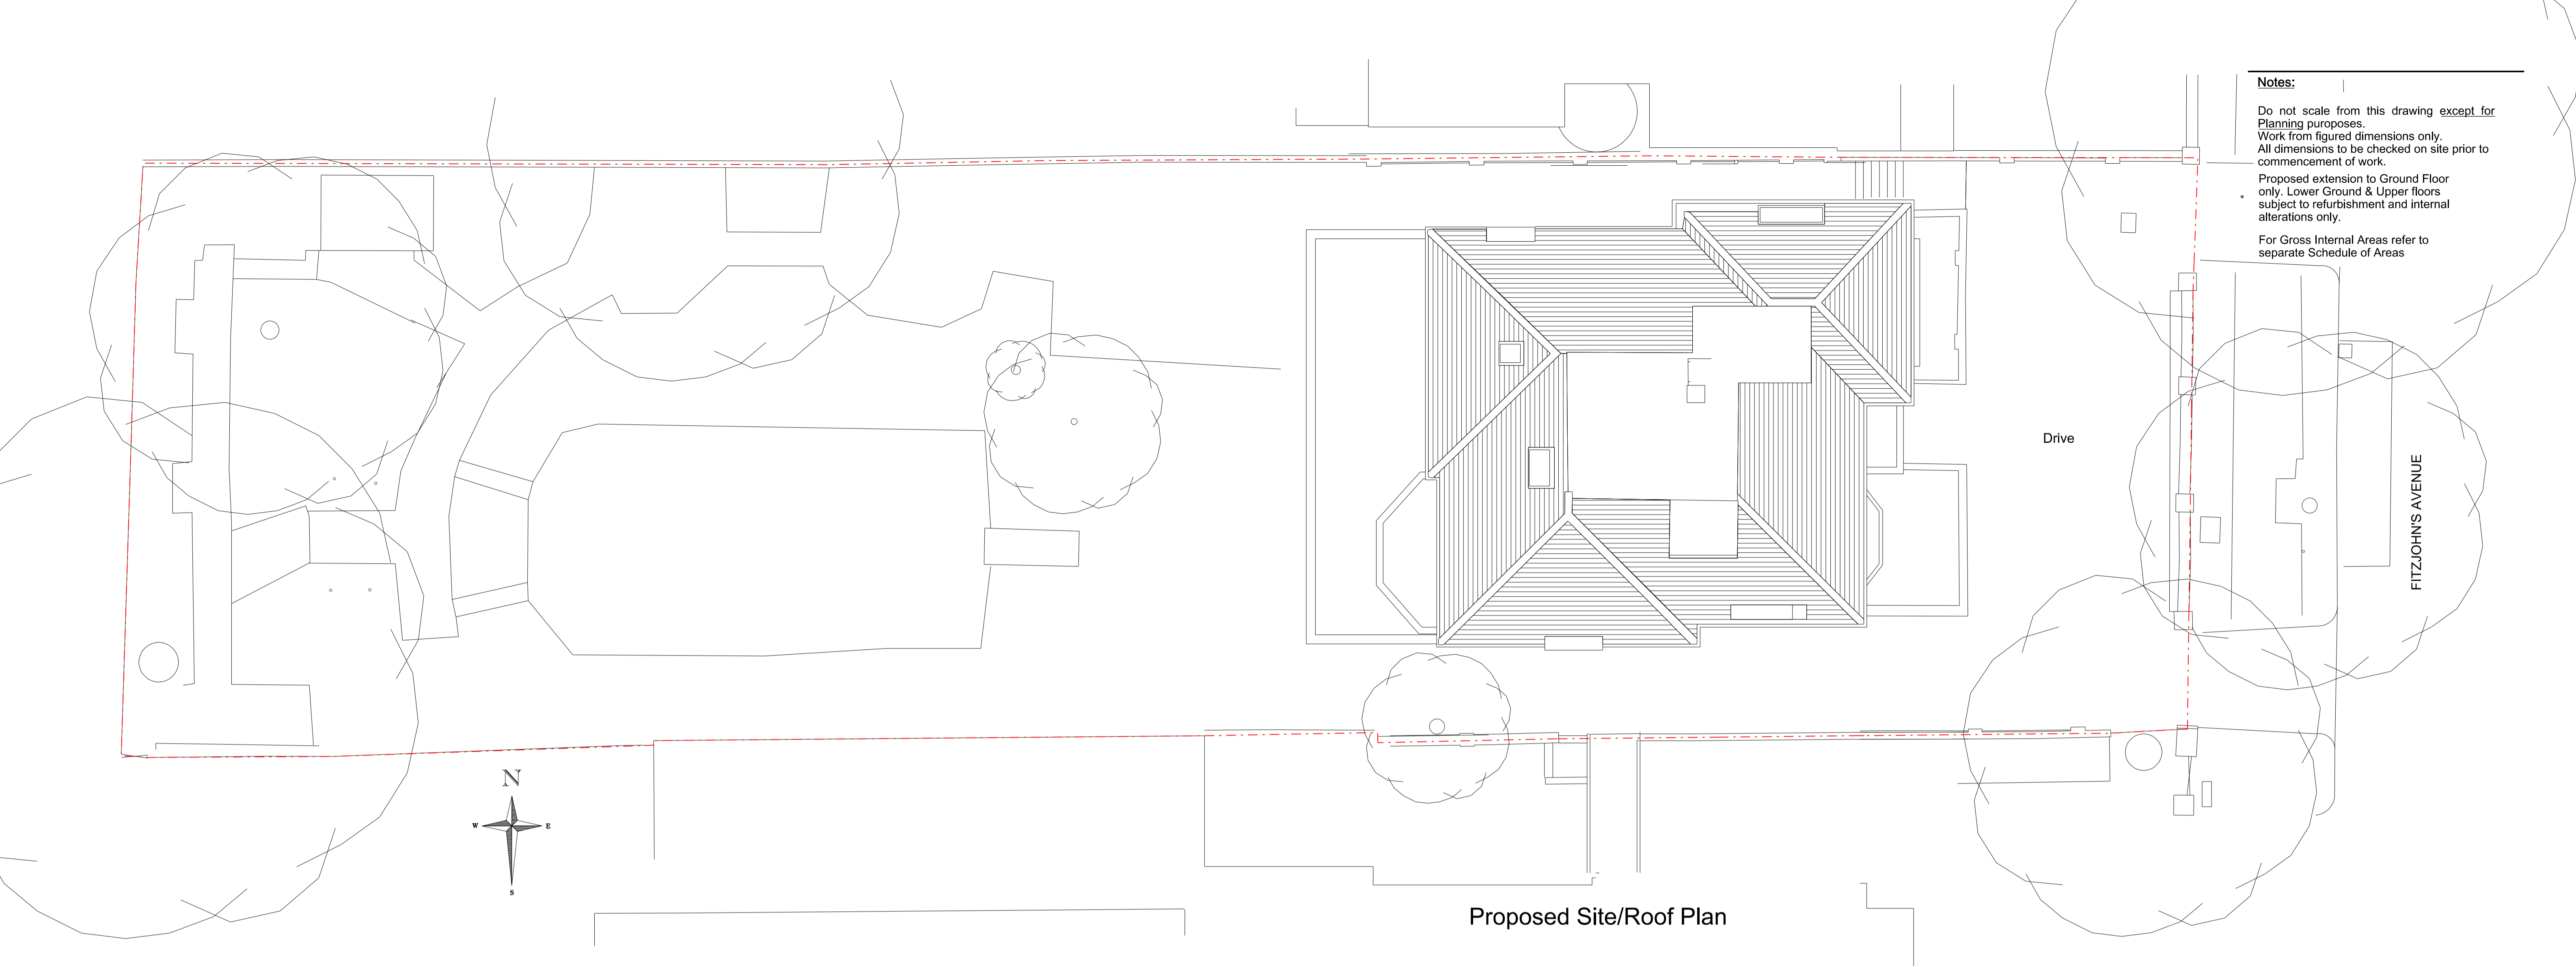 Notes:
Do not scale from this drawing except for
Planning puroposes.
Work from figured dimensions only.
All dimensions to be checked on site prior to
commencement of work.
Proposed extension to Ground Floor
only. Lower Ground & Upper floors
subject to refurbishment and internal
alterations only.
For Gross Internal Areas refer to
separate Schedule of Areas
Drive
FITZJOHN'S AVENUE
N
W
E
S
Proposed Site/Roof Plan